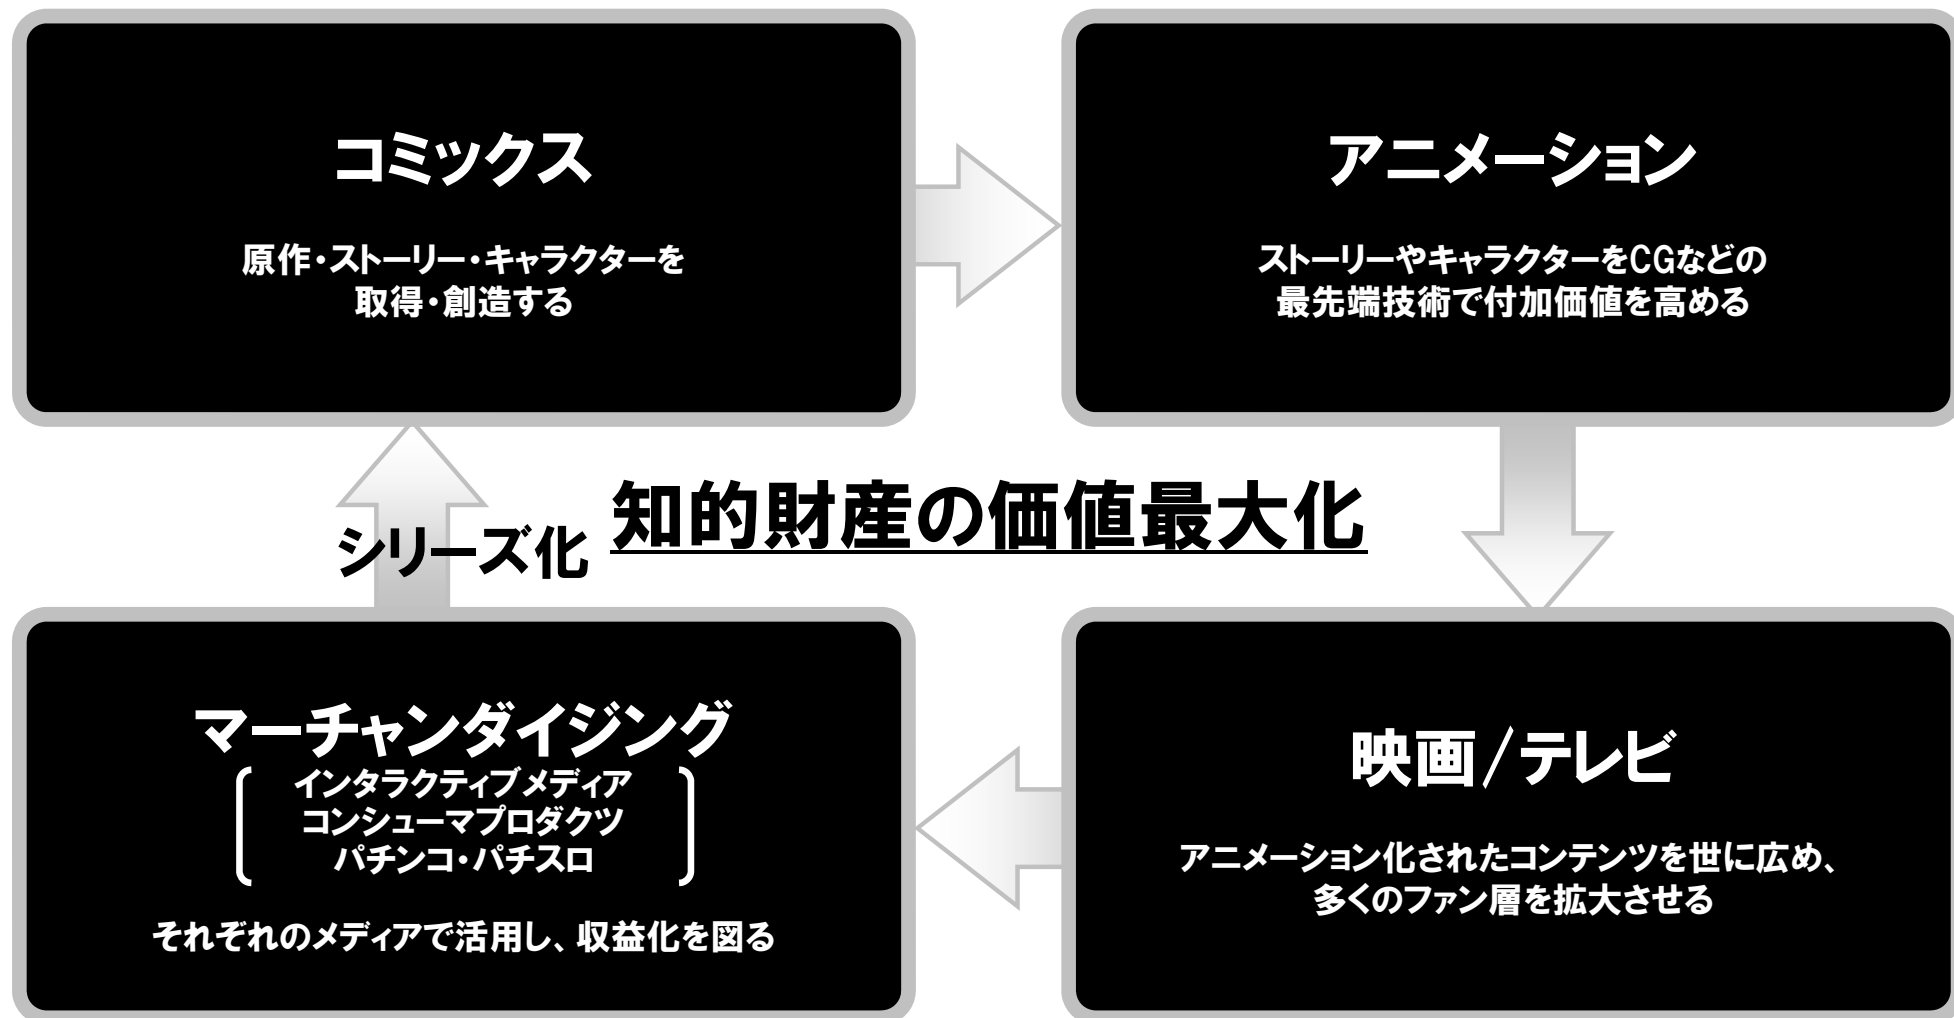 コミックス
原作・ストーリー・キャラクターを
取得・創造する
アニメーション
ストーリーやキャラクターをCGなどの
最先端技術で付加価値を高める
知的財産の価値最大化
シリーズ化
マーチャンダイジング
インタラクティブメディア
コンシューマプロダクツ
パチンコ・パチスロ
それぞれのメディアで活用し、収益化を図る
映画/テレビ
アニメーション化されたコンテンツを世に広め、
多くのファン層を拡大させる